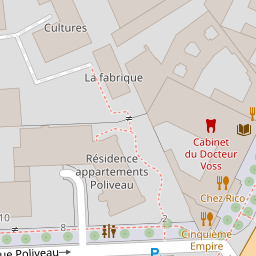 Cultures
La fabrique
Cabinet
du Docteur
Voss
Résidence
appartements
Poliveau
Chez Rico
10
8
2
Cinquième
Empire
ue Poliveau
P